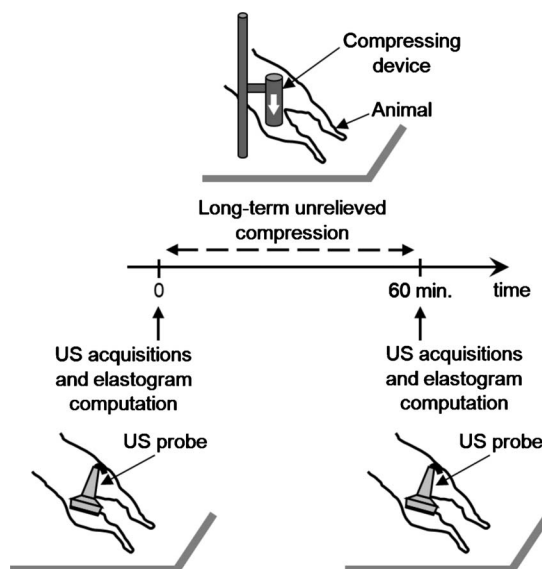 Compressing
device
Animal
Long-term unrelieved
compression
0
60 min.
time
US acquisitions
and elastogram
computation
US probe
US acquisitions
and elastogram
computation
US probe